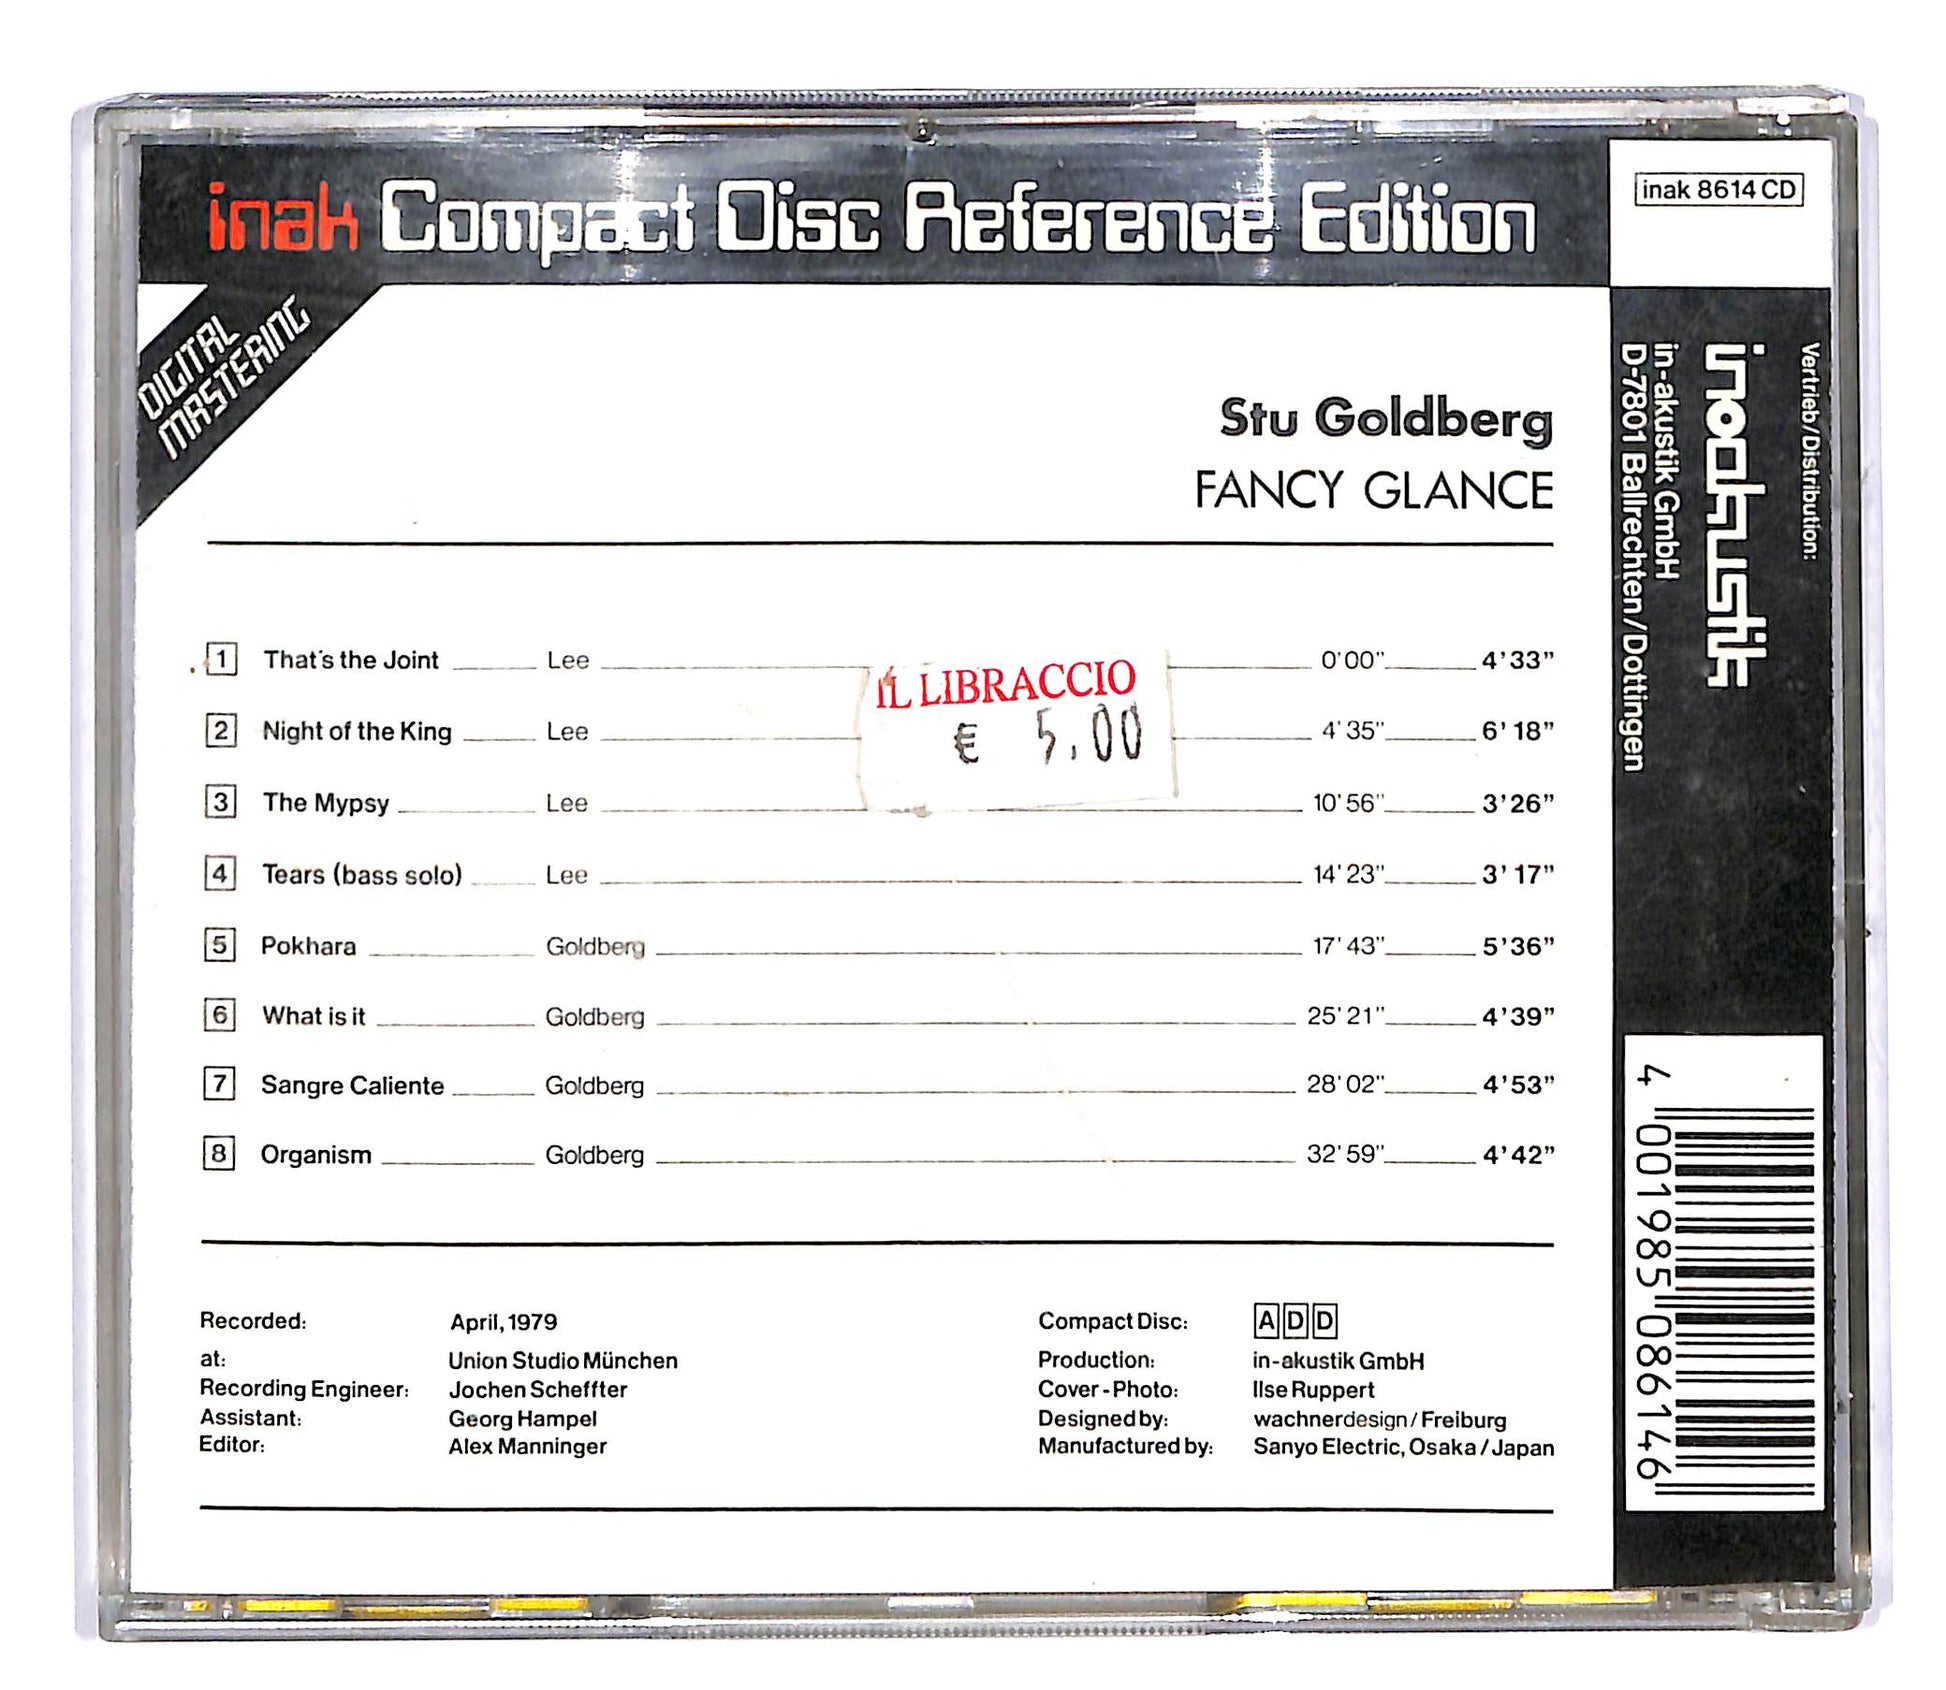 inak Compact Disc Reference Edition
inak 8614 CD
DIGITAL
MASTERING
Stu Goldberg
FANCY GLANCE
1 That's the Joint Lee 0'00" 4'33"
2 Night of the King Lee 4'35" 6'18"
3 The Mypsy Lee 10'56" 3'26"
4 Tears (bass solo) Lee 14'23" 3'17"
5 Pokhara Goldberg 17'43" 5'36"
6 What is it Goldberg 25'21" 4'39"
7 Sangre Caliente Goldberg 28'02" 4'53"
8 Organism Goldberg 32'59" 4'42"
IL LIBRACCIO
€ 5.00
Recorded: April, 1979
at: Union Studio München
Recording Engineer: Jochen Scheffter
Assistant: Georg Hampel
Editor: Alex Manninger
Compact Disc: ADD
Production: in-akustik GmbH
Cover-Photo: Ilse Ruppert
Designed by: wachnerdesign / Freiburg
Manufactured by: Sanyo Electric, Osaka / Japan
Vertrieb/Distribution:
inakustik
in-akustik GmbH
D-7801 Ballrechten/Dottingen
4 001985 086146